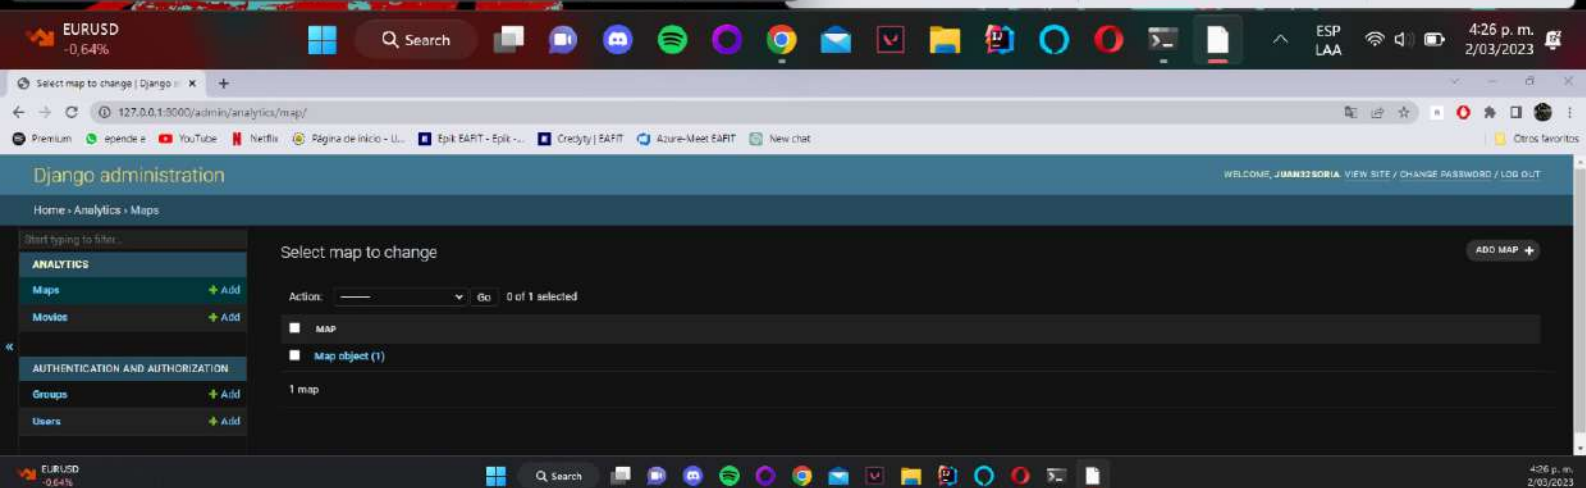 EURUSD
-0,64%
Search
ESP
LAA
4:26 p. m.
2/03/2023
Select map to change | Django
127.0.0.1:8000/admin/analytics/map/
Premium epende e YouTube Netflix Página de inicio - U... Epik EAFIT - Epik -... Credyty | EAFIT Azure-Meet EAFIT New chat Otros favoritos
Django administration
WELCOME, JUAN32SORIA. VIEW SITE / CHANGE PASSWORD / LOG OUT
Home › Analytics › Maps
Start typing to filter...
ANALYTICS
Maps + Add
Movies + Add
AUTHENTICATION AND AUTHORIZATION
Groups + Add
Users + Add
Select map to change
ADD MAP +
Action: --------- Go 0 of 1 selected
MAP
Map object (1)
1 map
EURUSD
-0,64%
Search
4:26 p. m.
2/03/2023